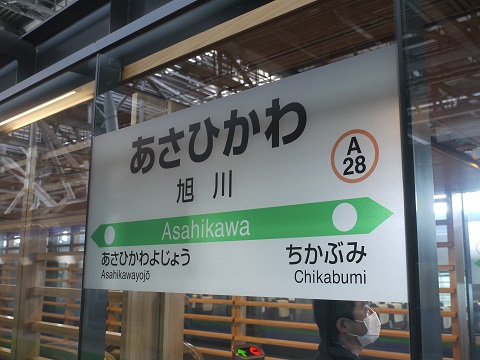 あさひかわ
A
28
旭川
Asahikawa
あさひかわよじょう
Asahikawayojō
ちかぶみ
Chikabumi